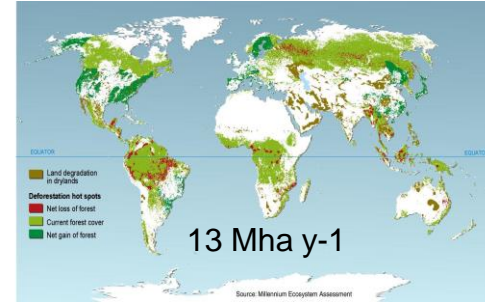 EQUATOR
EQUATO
Land degradation
in drylands
Deforestation hot spots
Net loss of forest
Current forest cover
Net gain of forest
13 Mha y-1
Source: Millennium Ecosystem Assessment